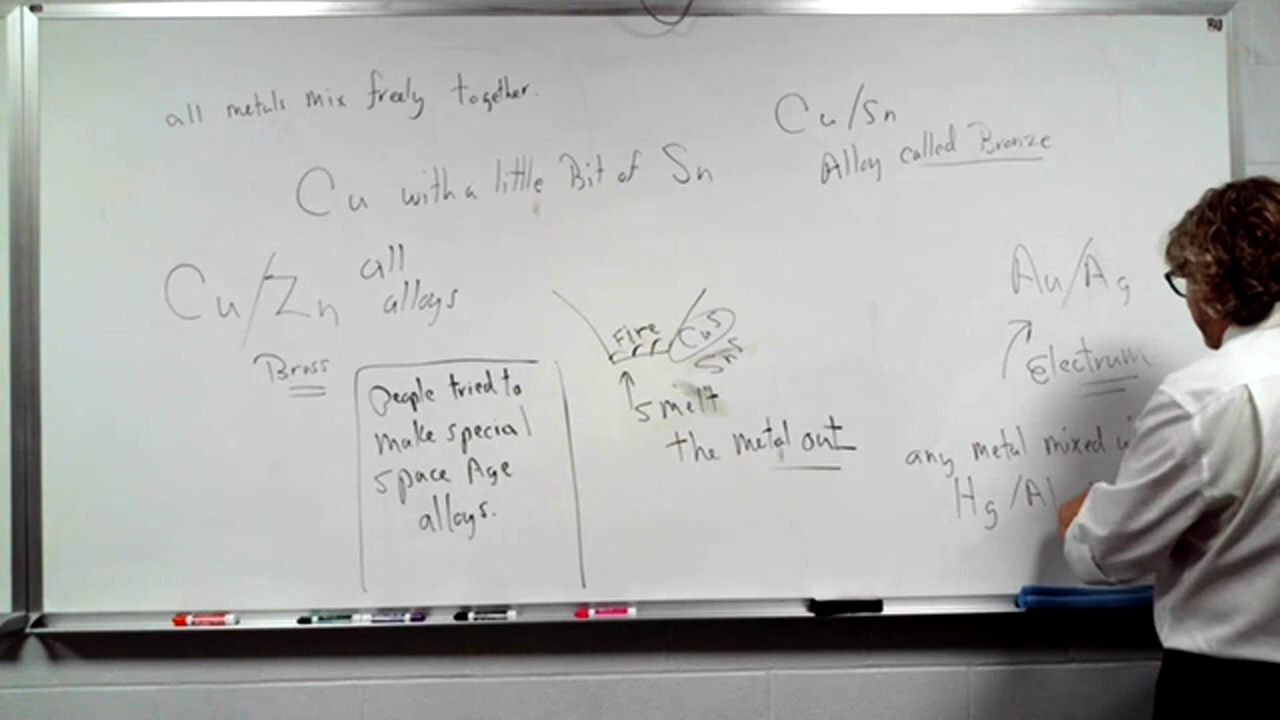 all metals mix freely together.
Cu/Sn
Alloy called Bronze
Cu with a little Bit of Sn
Cu/Zn
all
alloys
Brass
People tried to
make special
space Age
alloys.
Fire
CuS
SnS
smelt
the metal out
Au/Ag
Electrum
any metal mixed
Hg/Al